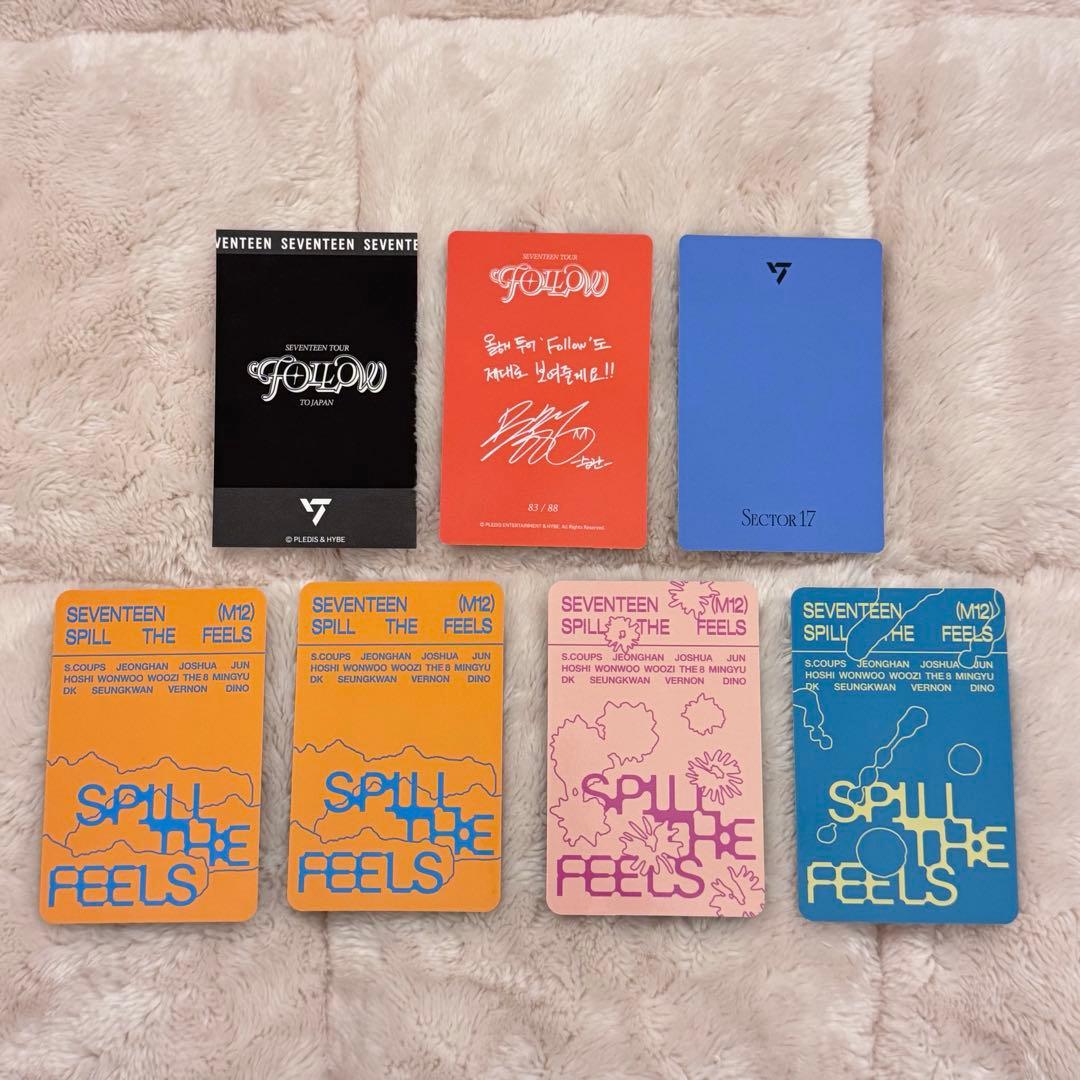 VENTEEN SEVENTEEN SEVENTE
SEVENTEEN TOUR
FOLLOW
TO JAPAN
© PLEDIS & HYBE
SEVENTEEN TOUR
FOLLOW
올해 투어 'Follow'도
제대로 보여줄게요!!
승관
83 / 88
© PLEDIS ENTERTAINMENT & HYBE. All Rights Reserved.
SECTOR 17
SEVENTEEN (M12)
SPILL THE FEELS
S.COUPS JEONGHAN JOSHUA JUN
HOSHI WONWOO WOOZI THE 8 MINGYU
DK SEUNGKWAN VERNON DINO
SPILL
THE
FEELS
SEVENTEEN (M12)
SPILL THE FEELS
S.COUPS JEONGHAN JOSHUA JUN
HOSHI WONWOO WOOZI THE 8 MINGYU
DK SEUNGKWAN VERNON DINO
SPILL
THE
FEELS
SEVENTEEN (M12)
SPILL THE FEELS
S.COUPS JEONGHAN JOSHUA JUN
HOSHI WONWOO WOOZI THE 8 MINGYU
DK SEUNGKWAN VERNON DINO
SPILL
THE
FEELS
SEVENTEEN (M12)
SPILL THE FEELS
S.COUPS JEONGHAN JOSHUA JUN
HOSHI WONWOO WOOZI THE 8 MINGYU
DK SEUNGKWAN VERNON DINO
SPILL
THE
FEELS